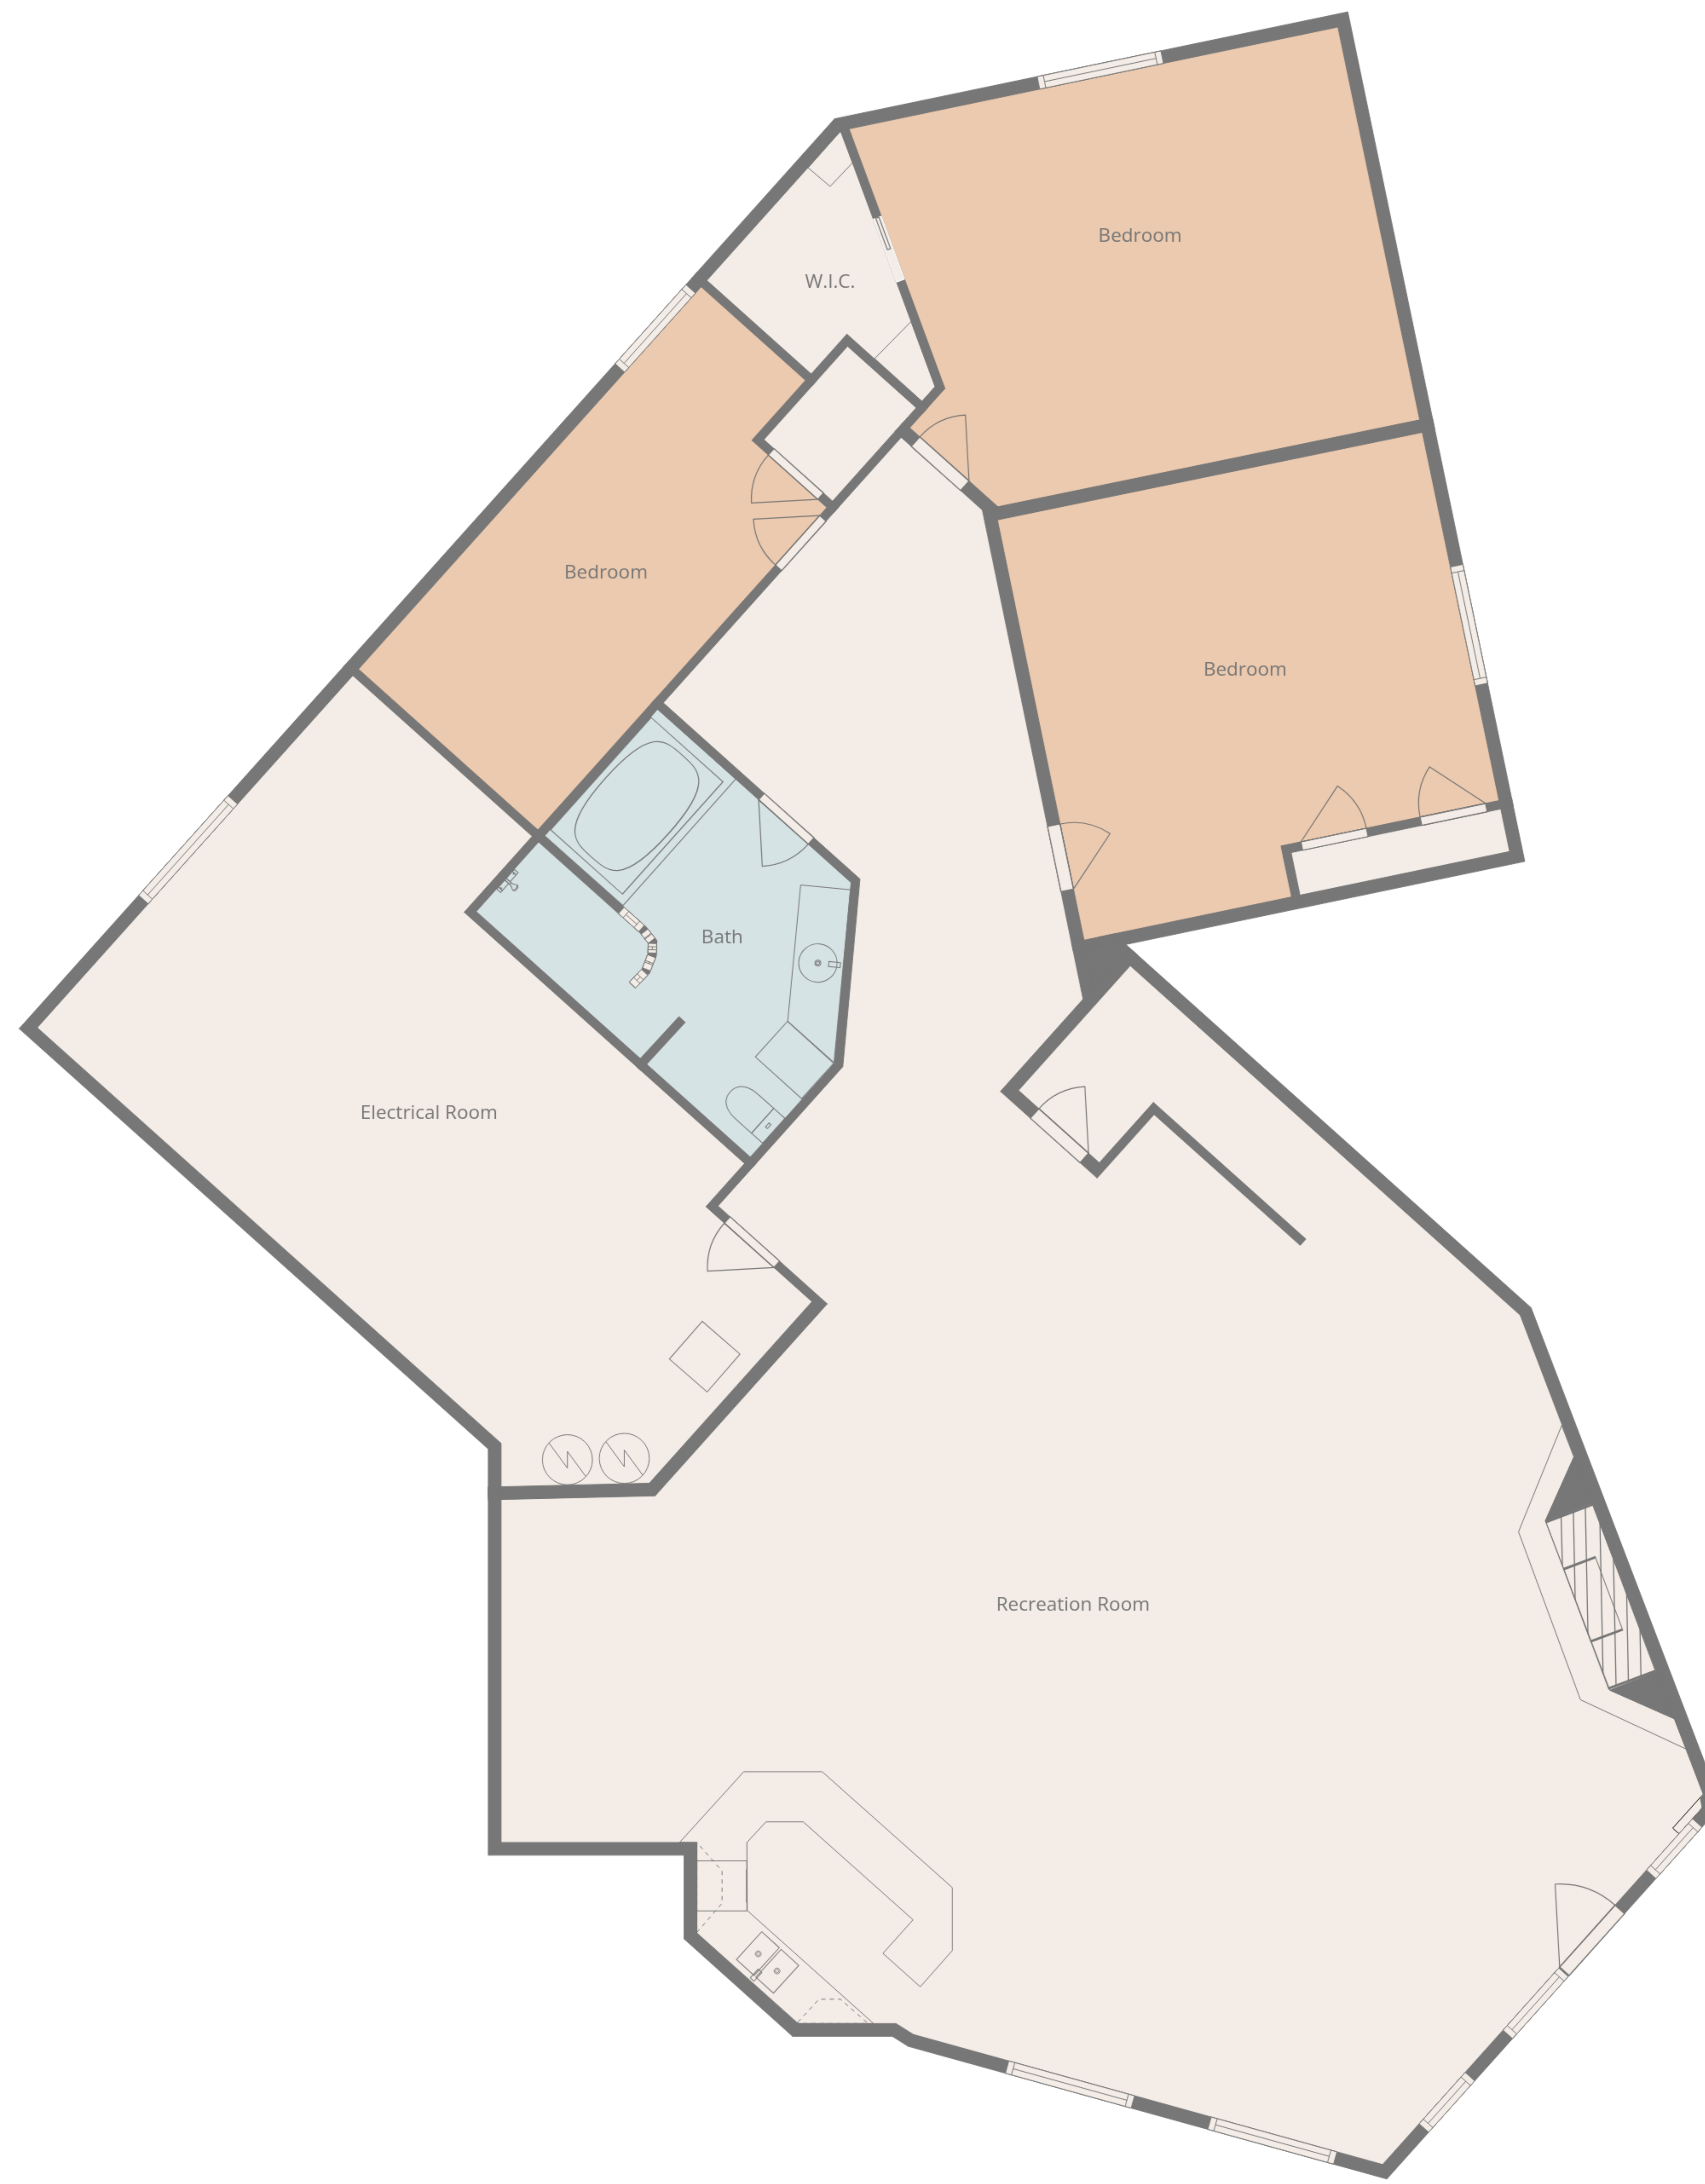 Bedroom
W.I.C.
Bedroom
Bedroom
Bath
Electrical Room
Recreation Room